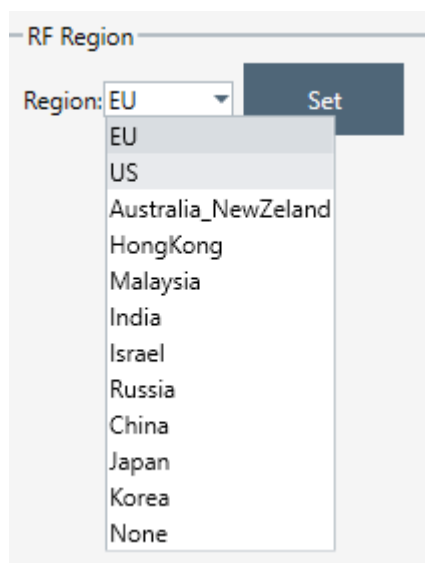 RF Region
Region: EU Set
EU
US
Australia_NewZeland
HongKong
Malaysia
India
Israel
Russia
China
Japan
Korea
None